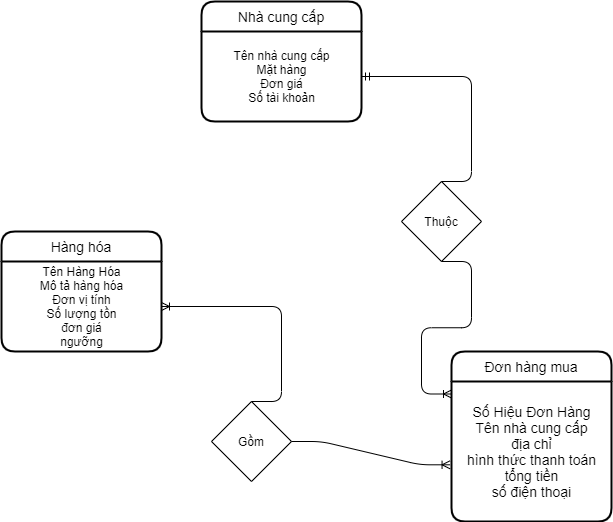 Nhà cung cấp
Tên nhà cung cấp
Mặt hàng
Đơn giá
Số tài khoản
Thuộc
Hàng hóa
Tên Hàng Hóa
Mô tả hàng hóa
Đơn vị tính
Số lượng tồn
đơn giá
ngưỡng
Gồm
Đơn hàng mua
Số Hiệu Đơn Hàng
Tên nhà cung cấp
địa chỉ
hình thức thanh toán
tổng tiền
số điện thoại